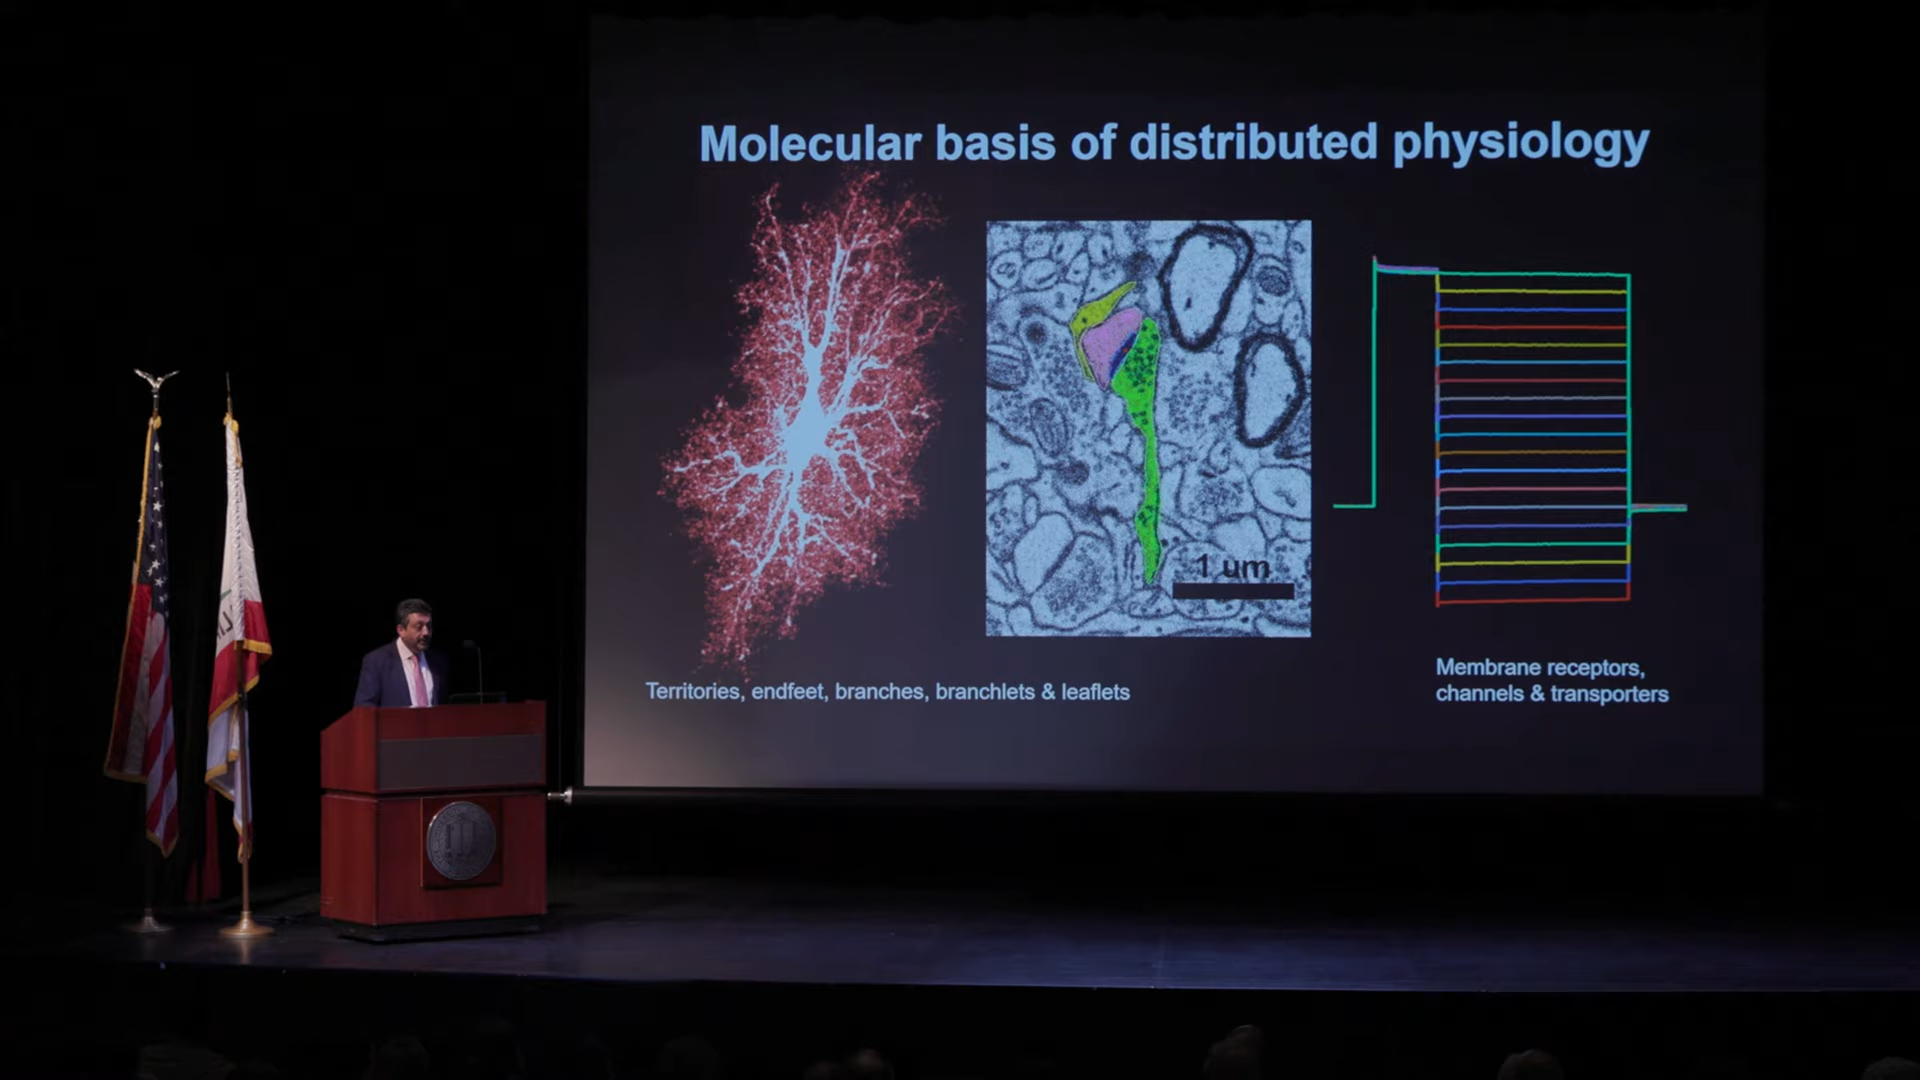 Molecular basis of distributed physiology
1 um
Territories, endfeet, branches, branchlets & leaflets
Membrane receptors,
channels & transporters